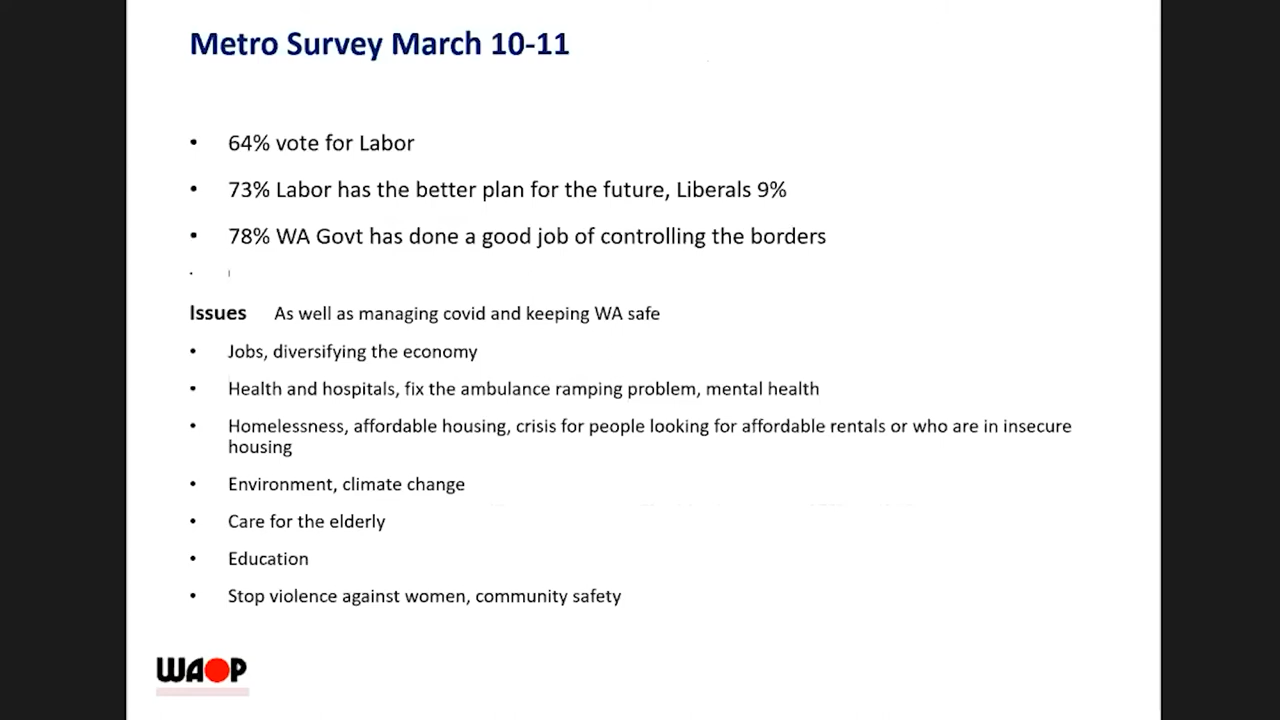 Metro Survey March 10-11
• 64% vote for Labor
• 73% Labor has the better plan for the future, Liberals 9%
• 78% WA Govt has done a good job of controlling the borders
Issues As well as managing covid and keeping WA safe
• Jobs, diversifying the economy
• Health and hospitals, fix the ambulance ramping problem, mental health
• Homelessness, affordable housing, crisis for people looking for affordable rentals or who are in insecure
housing
• Environment, climate change
• Care for the elderly
• Education
• Stop violence against women, community safety
WAOP